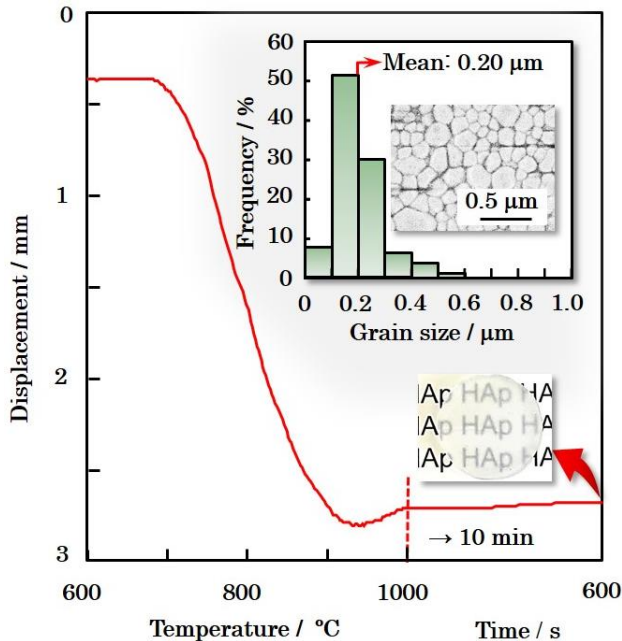 0
1
2
3
Displacement / mm
60
50
40
30
20
10
0
Frequency / %
Mean: 0.20 μm
0.5 μm
0 0.2 0.4 0.6 0.8 1.0
Grain size / μm
HAp HAp HA
HAp HAp HA
HAp HAp HA
→ 10 min
600 800 1000 600
Temperature / ºC Time / s